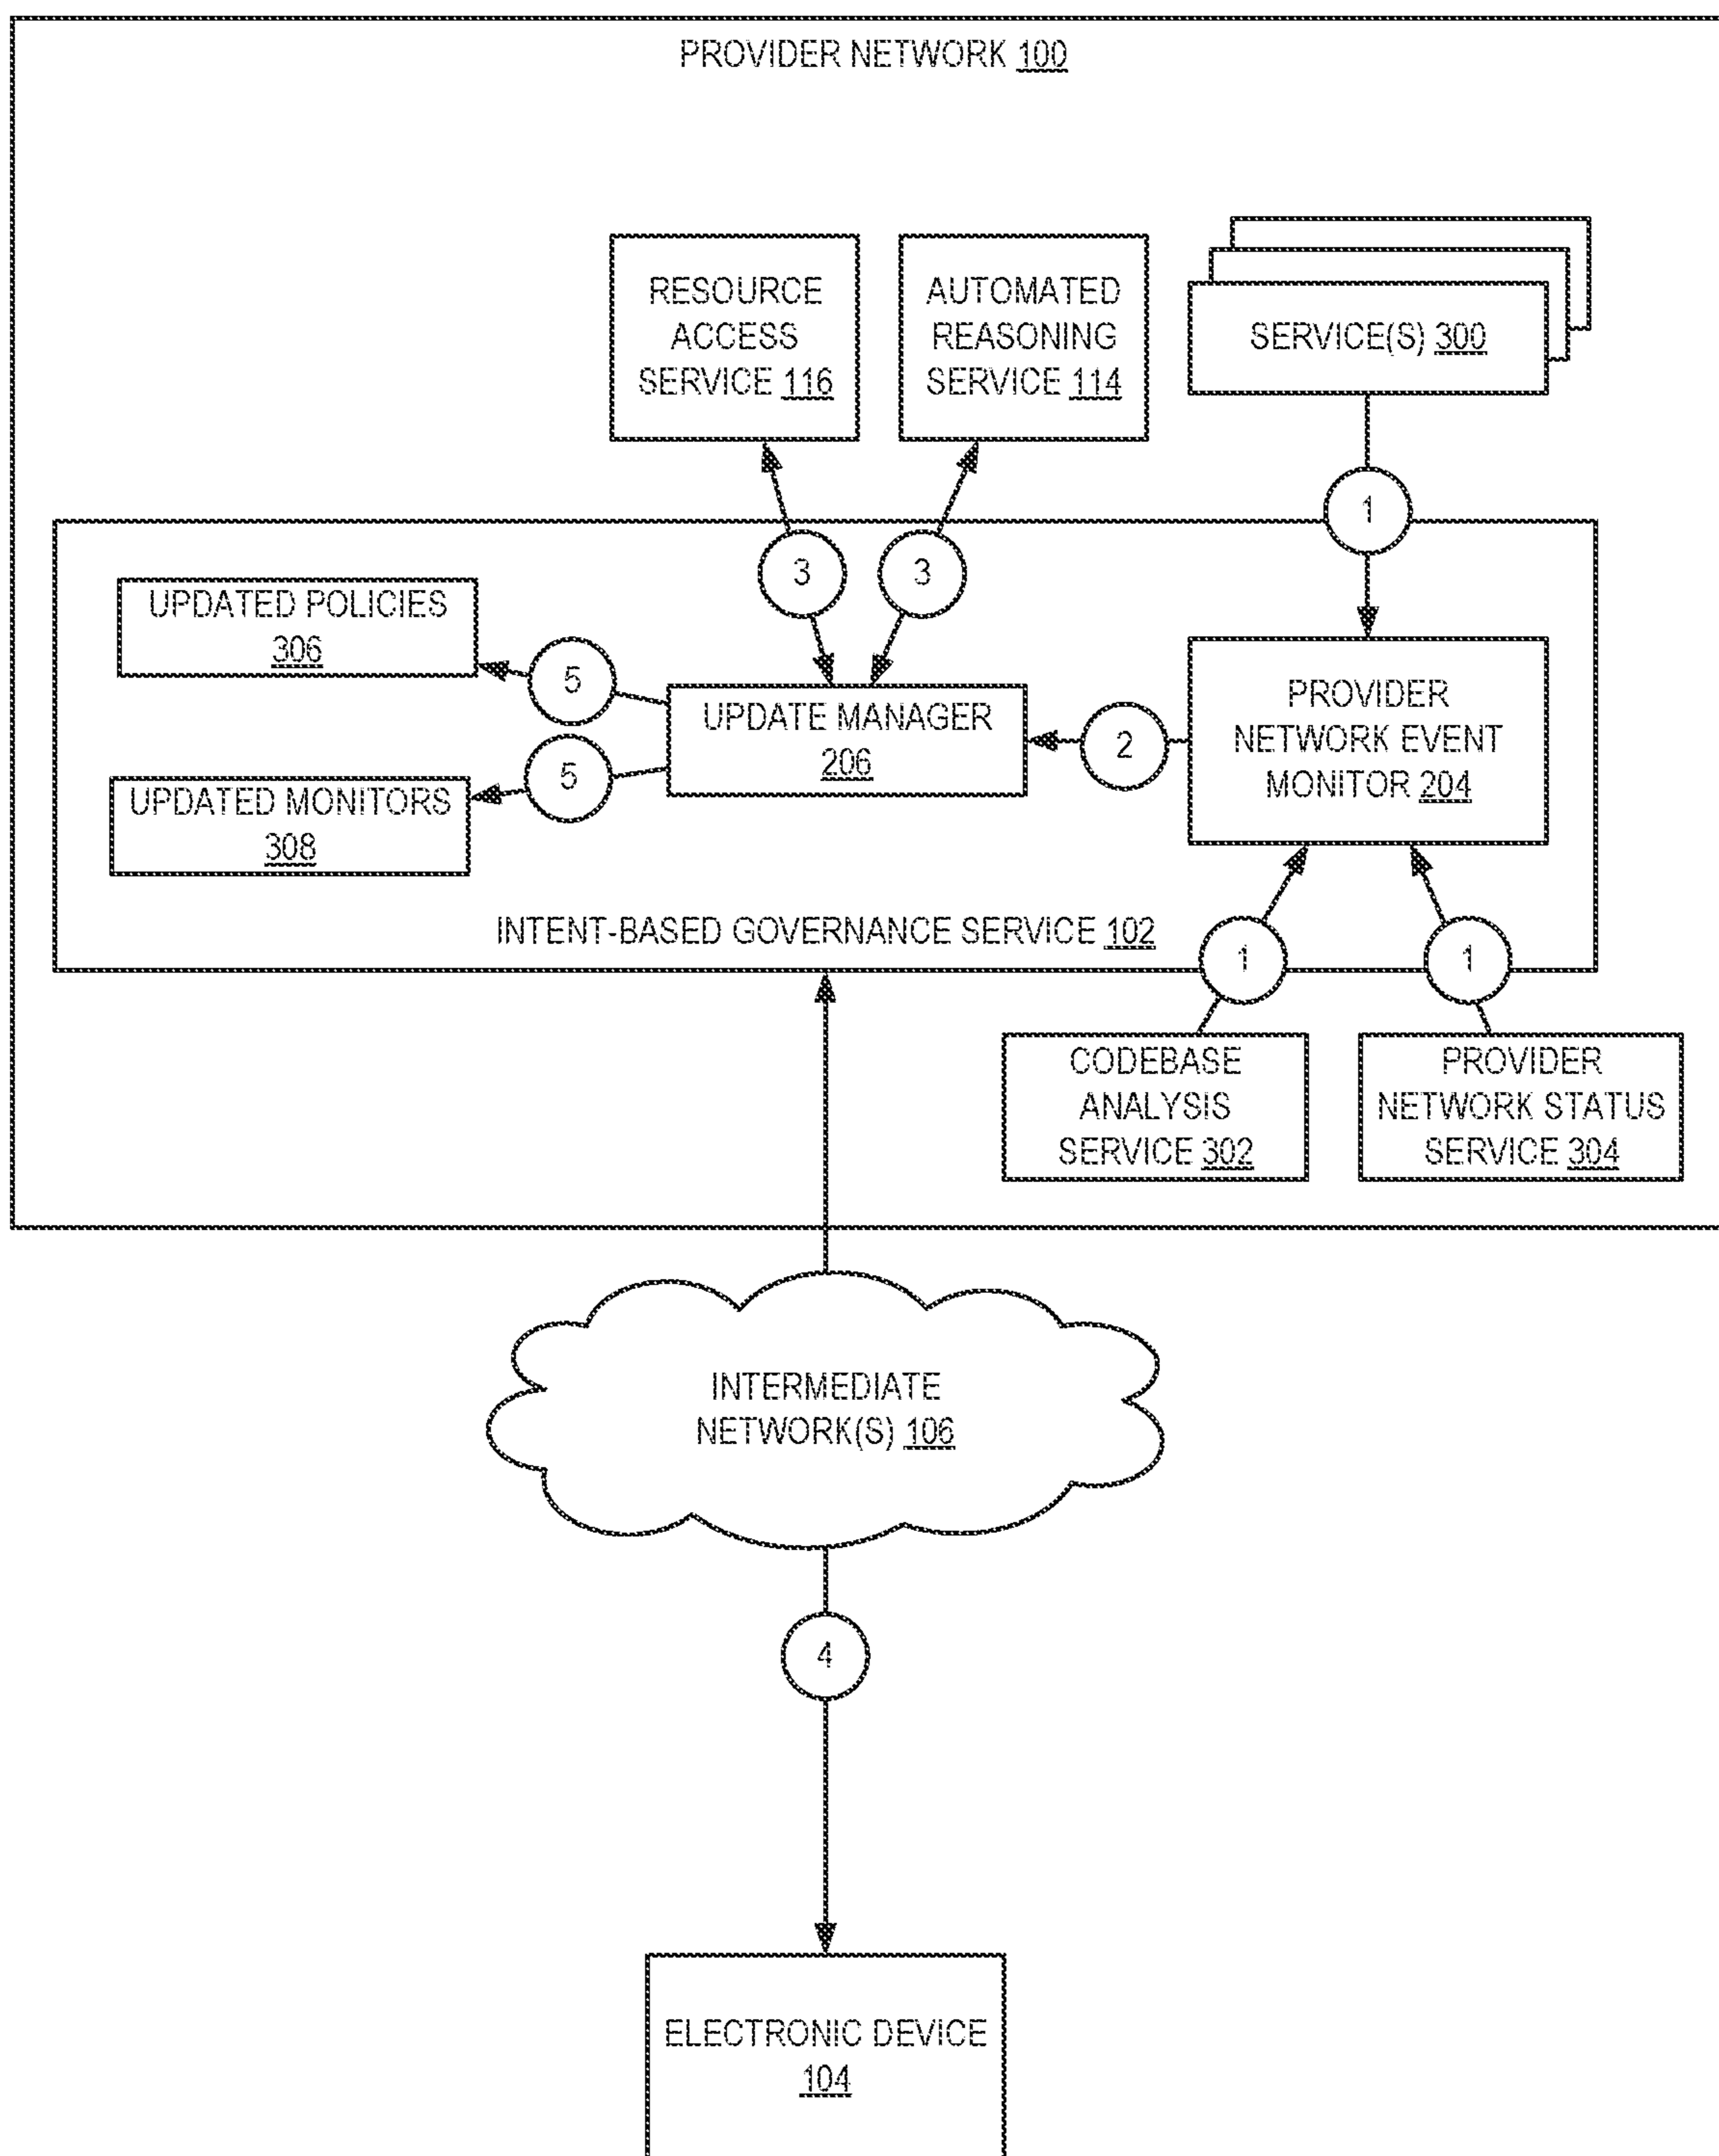 PROVIDER NETWORK 100
RESOURCE
ACCESS
SERVICE 116
AUTOMATED
REASONING
SERVICE 114
SERVICE(S) 300
1
3
3
UPDATED POLICIES
306
5
UPDATE MANAGER
206
2
PROVIDER
NETWORK EVENT
MONITOR 204
5
UPDATED MONITORS
308
INTENT-BASED GOVERNANCE SERVICE 102
1
1
CODEBASE
ANALYSIS
SERVICE 302
PROVIDER
NETWORK STATUS
SERVICE 304
INTERMEDIATE
NETWORK(S) 106
4
ELECTRONIC DEVICE
104